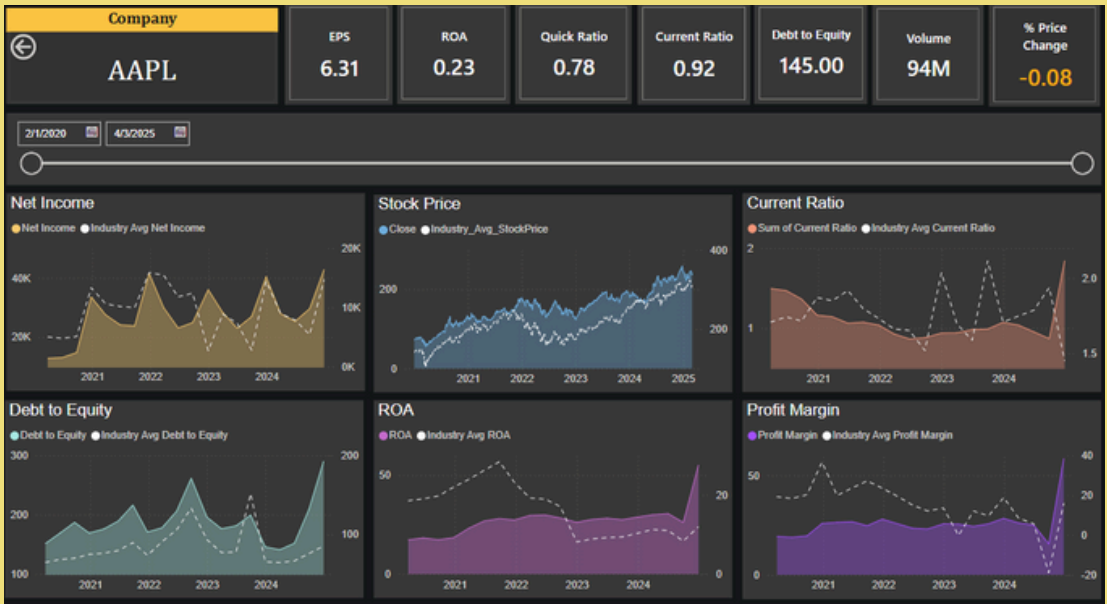 Company
AAPL
EPS
6.31
ROA
0.23
Quick Ratio
0.78
Current Ratio
0.92
Debt to Equity
145.00
Volume
94M
% Price
Change
-0.08
2/1/2020
4/3/2025
Net Income
Net Income Industry Avg Net Income
20K
40K
10K
20K
0K
2021 2022 2023 2024
Stock Price
Close Industry_Avg_StockPrice
400
200
200
0
2021 2022 2023 2024 2025
Current Ratio
Sum of Current Ratio Industry Avg Current Ratio
2
2.0
1
1.5
2021 2022 2023 2024
Debt to Equity
Debt to Equity Industry Avg Debt to Equity
300 200
200
100
100
2021 2022 2023 2024
ROA
ROA Industry Avg ROA
50
20
0 0
2021 2022 2023 2024
Profit Margin
Profit Margin Industry Avg Profit Margin
40
50
20
0
0 -20
2021 2022 2023 2024